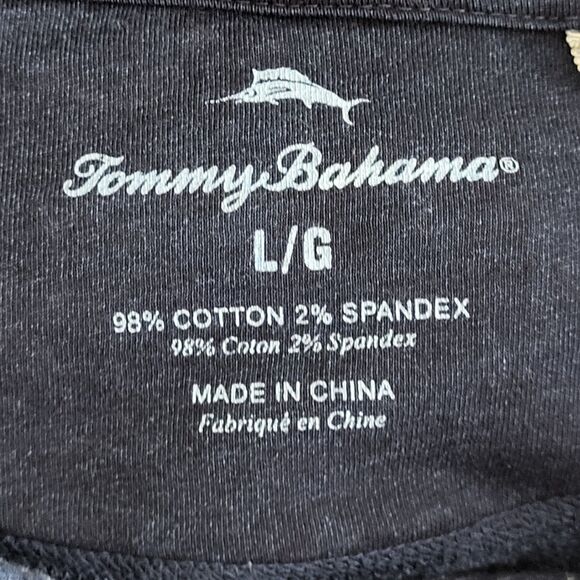 Tommy Bahama®
L/G
98% COTTON 2% SPANDEX
98% Coton 2% Spandex
MADE IN CHINA
Fabriqué en Chine